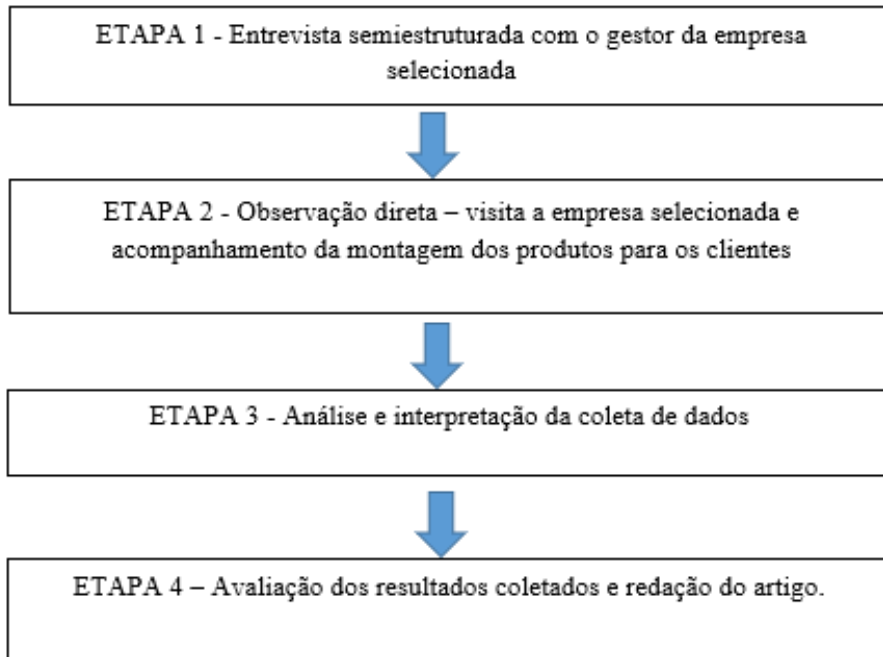 ETAPA 1 - Entrevista semiestruturada com o gestor da empresa
selecionada
ETAPA 2 - Observação direta – visita a empresa selecionada e
acompanhamento da montagem dos produtos para os clientes
ETAPA 3 - Análise e interpretação da coleta de dados
ETAPA 4 – Avaliação dos resultados coletados e redação do artigo.